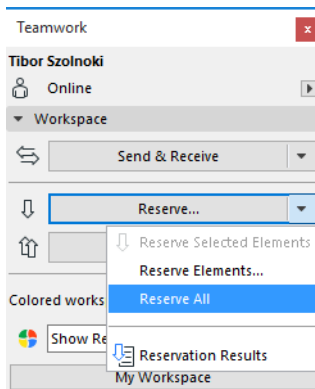 Teamwork
x
Tibor Szolnoki
Online
Workspace
Send & Receive
Reserve...
Reserve Selected Elements
Reserve Elements...
Colored works
Reserve All
Show Re
Reservation Results
My Workspace